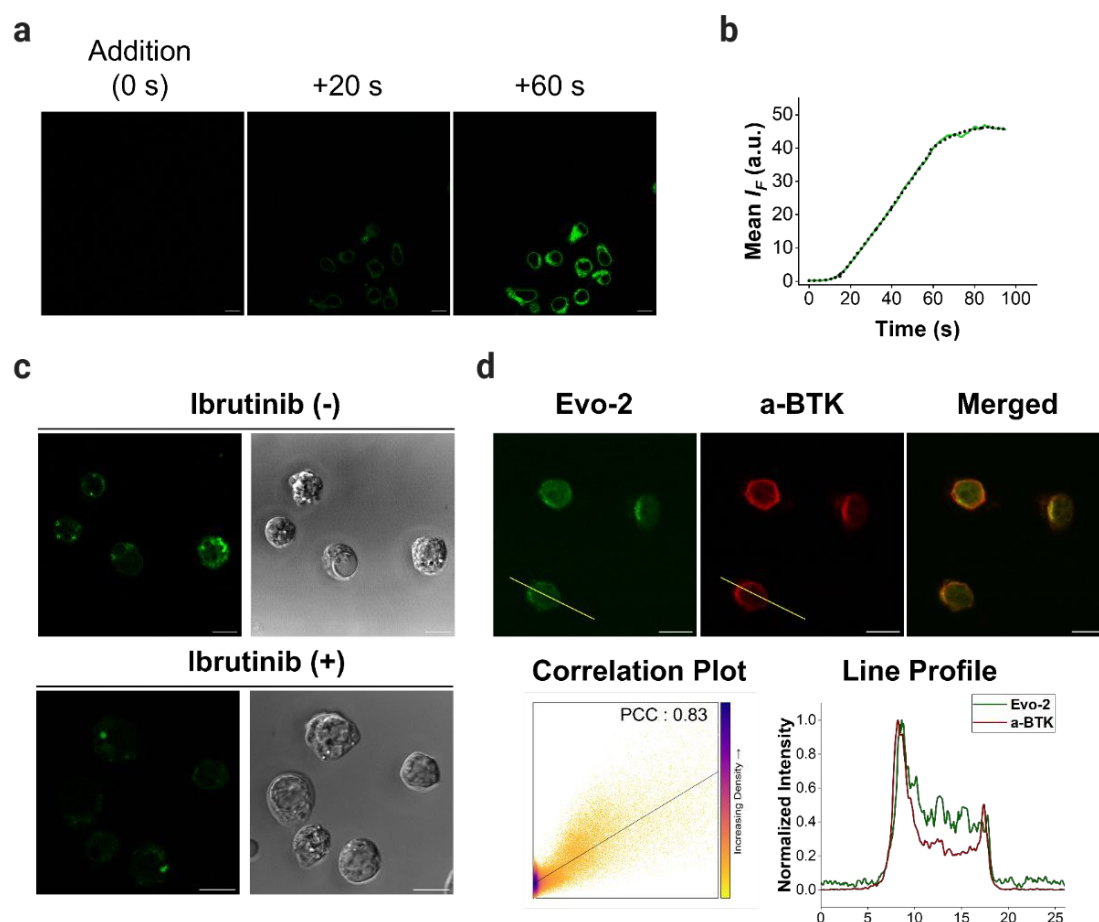 a
Addition
(0 s)
+20 s
+60 s
b
Mean I_F (a.u.)
50
40
30
20
10
0
0
20
40
60
80
100
Time (s)
c
Ibrutinib (-)
Ibrutinib (+)
d
Evo-2
a-BTK
Merged
Correlation Plot
PCC : 0.83
Increasing Density →
Line Profile
Evo-2
a-BTK
Normalized Intensity
1.0
0.8
0.6
0.4
0.2
0.0
0
5
10
15
20
25